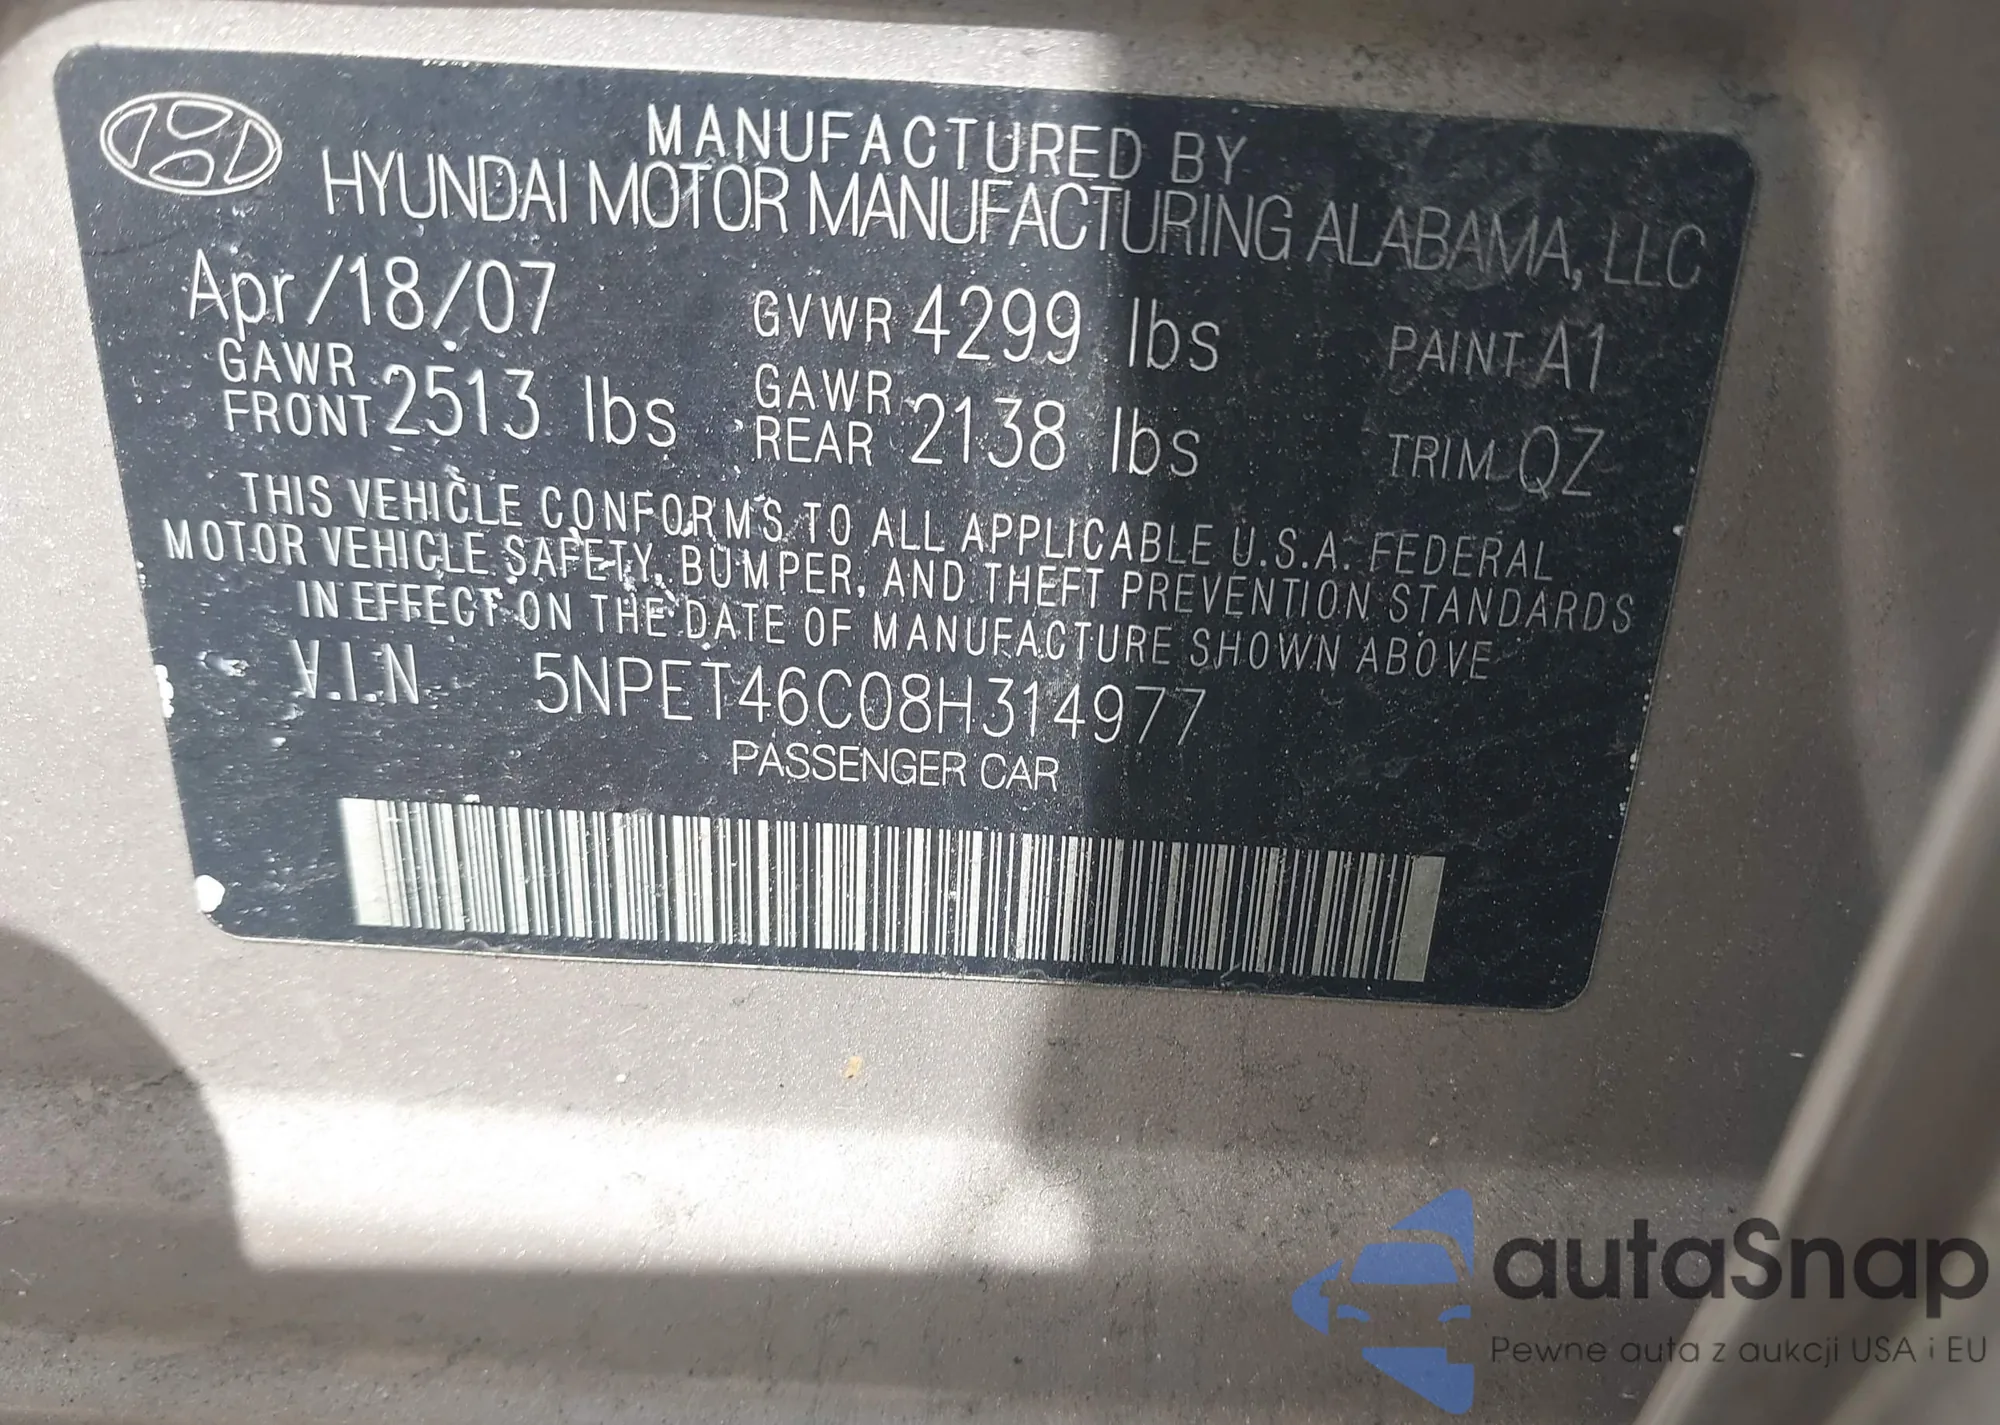 MANUFACTURED BY
HYUNDAI MOTOR MANUFACTURING ALABAMA, LLC
Apr/18/07 GVWR 4299 lbs PAINT A1
GAWR FRONT 2513 lbs GAWR REAR 2138 lbs TRIM QZ
THIS VEHICLE CONFORMS TO ALL APPLICABLE U.S.A. FEDERAL
MOTOR VEHICLE SAFETY, BUMPER, AND THEFT PREVENTION STANDARDS
IN EFFECT ON THE DATE OF MANUFACTURE SHOWN ABOVE
V.I.N 5NPET46C08H314977
PASSENGER CAR
autaSnap
Pewne auta z aukcji USA i EU